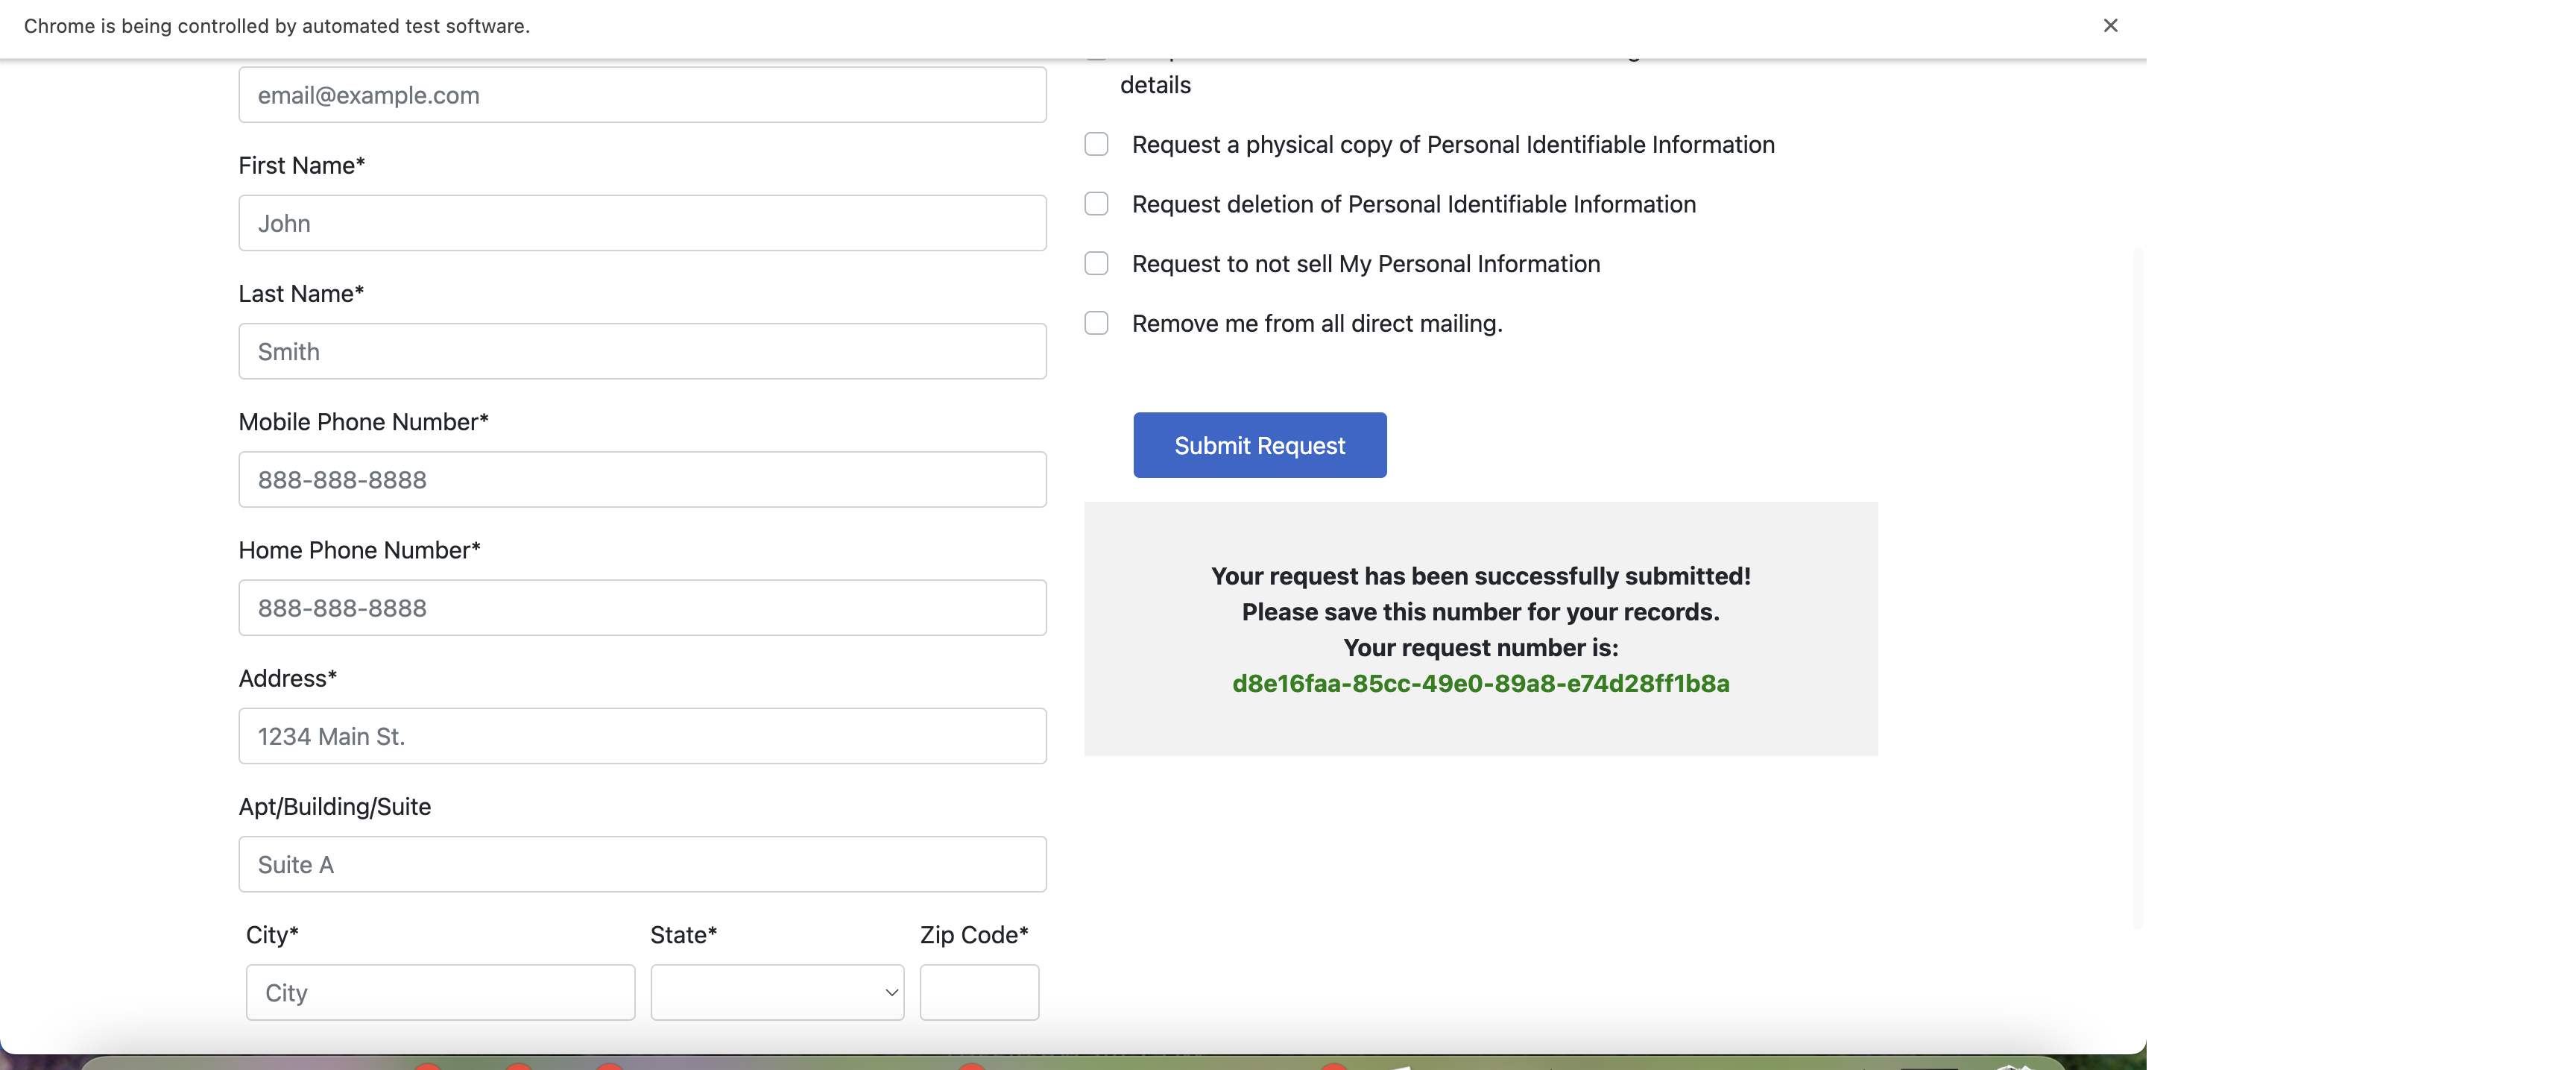 Chrome is being controlled by automated test software.
email@example.com
First Name*
John
Last Name*
Smith
Mobile Phone Number*
888-888-8888
Home Phone Number*
888-888-8888
Address*
1234 Main St.
Apt/Building/Suite
Suite A
City*
State*
Zip Code*
City
details
Request a physical copy of Personal Identifiable Information
Request deletion of Personal Identifiable Information
Request to not sell My Personal Information
Remove me from all direct mailing.
Submit Request
Your request has been successfully submitted!
Please save this number for your records.
Your request number is:
d8e16faa-85cc-49e0-89a8-e74d28ff1b8a